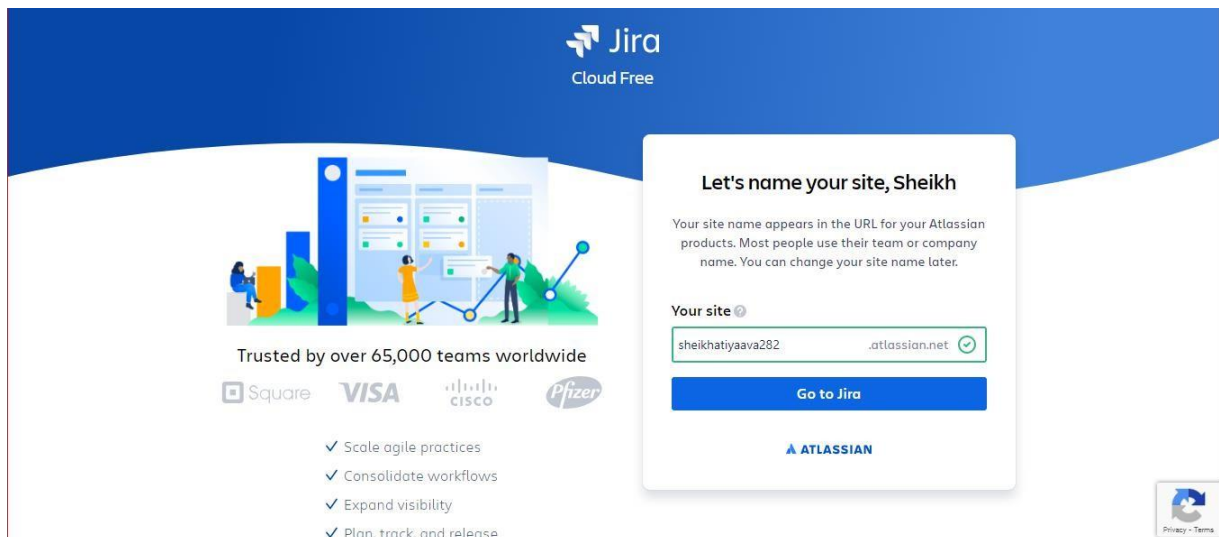 Jira
Cloud Free
Let's name your site, Sheikh
Your site name appears in the URL for your Atlassian
products. Most people use their team or company
name. You can change your site name later.
Your site
sheikhatiyaava282 .atlassian.net
Go to Jira
ATLASSIAN
Trusted by over 65,000 teams worldwide
Square VISA CISCO Pfizer
Scale agile practices
Consolidate workflows
Expand visibility
Plan, track, and release
Privacy - Terms